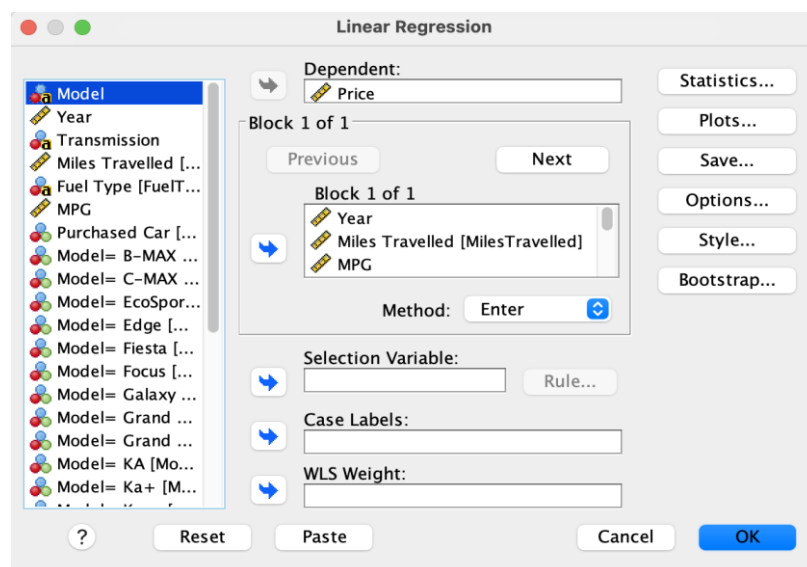 Linear Regression
Model
Year
Transmission
Miles Travelled [...
Fuel Type [FuelT...
MPG
Purchased Car [...
Model= B-MAX ...
Model= C-MAX ...
Model= EcoSpor...
Model= Edge [...
Model= Fiesta [...
Model= Focus [...
Model= Galaxy ...
Model= Grand ...
Model= Grand ...
Model= KA [Mo...
Model= Ka+ [M...
Dependent:
Price
Block 1 of 1
Previous
Next
Block 1 of 1
Year
Miles Travelled [MilesTravelled]
MPG
Method:
Enter
Selection Variable:
Rule...
Case Labels:
WLS Weight:
Statistics...
Plots...
Save...
Options...
Style...
Bootstrap...
?
Reset
Paste
Cancel
OK